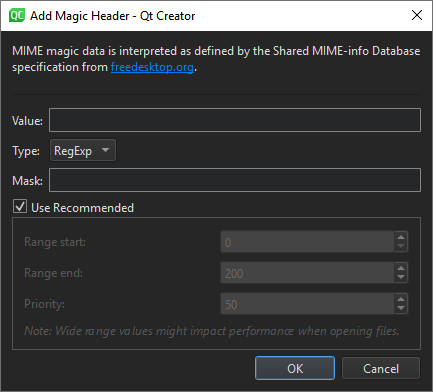 QC Add Magic Header - Qt Creator
MIME magic data is interpreted as defined by the Shared MIME-info Database
specification from freedesktop.org.
Value:
Type: RegExp
Mask:
Use Recommended
Range start: 0
Range end: 200
Priority: 50
Note: Wide range values might impact performance when opening files.
OK Cancel